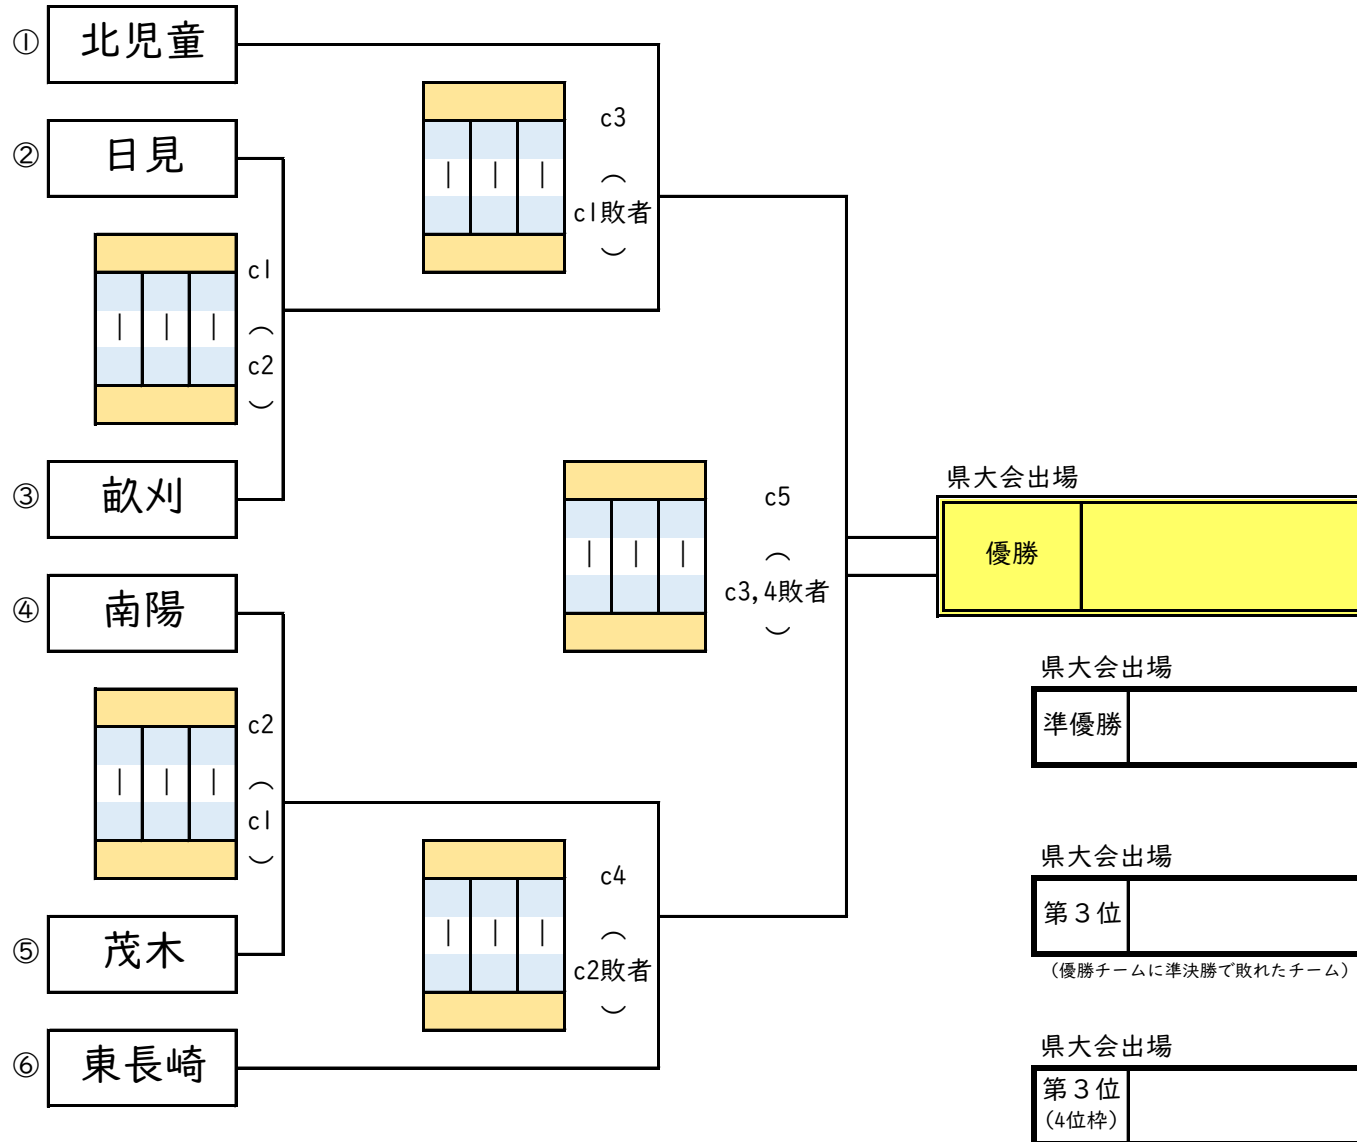 ① 北児童
② 日見
③ 畝刈
④ 南陽
⑤ 茂木
⑥ 東長崎
c1
(
c2
)
c2
(
c1
)
c3
(
c1敗者
)
c4
(
c2敗者
)
c5
(
c3,4敗者
)
県大会出場
優勝
県大会出場
準優勝
県大会出場
第３位
(優勝チームに準決勝で敗れたチーム)
県大会出場
第３位
(4位枠)